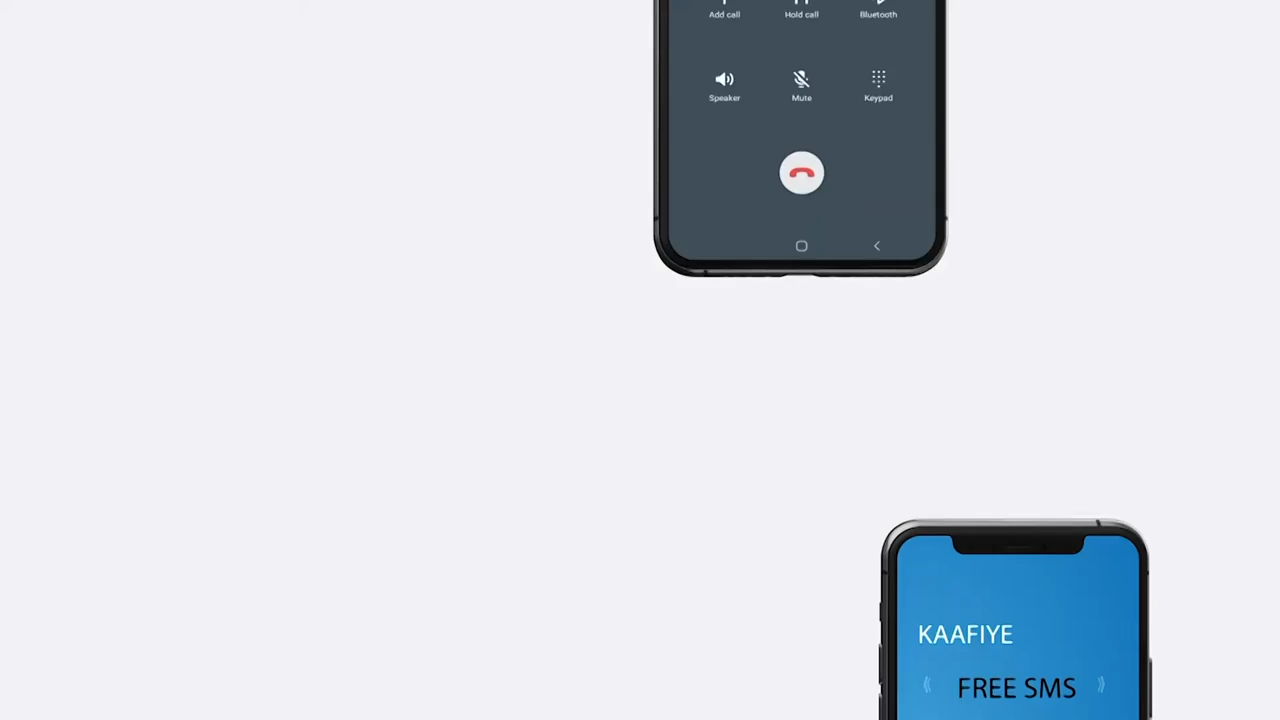 Add call Hold call Bluetooth
Speaker Mute Keypad
KAAFIYE
FREE SMS